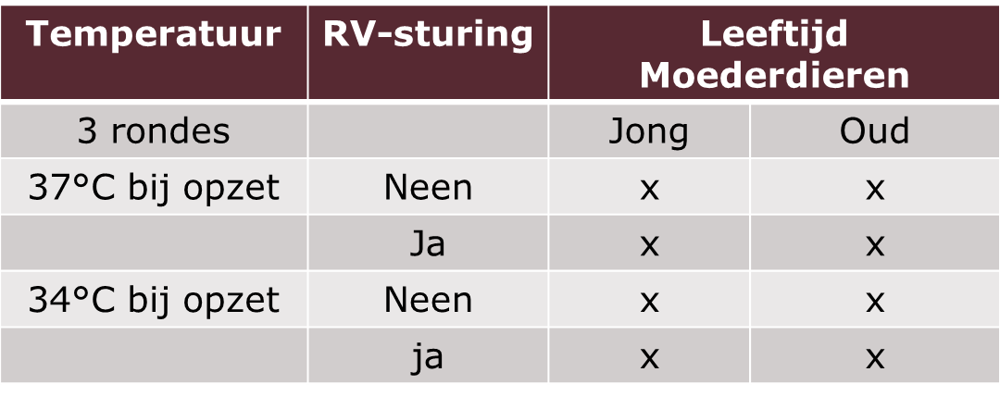 Temperatuur RV-sturing Leeftijd
Moederdieren
3 rondes Jong Oud
37°C bij opzet Neen x x
Ja x x
34°C bij opzet Neen x x
ja x x